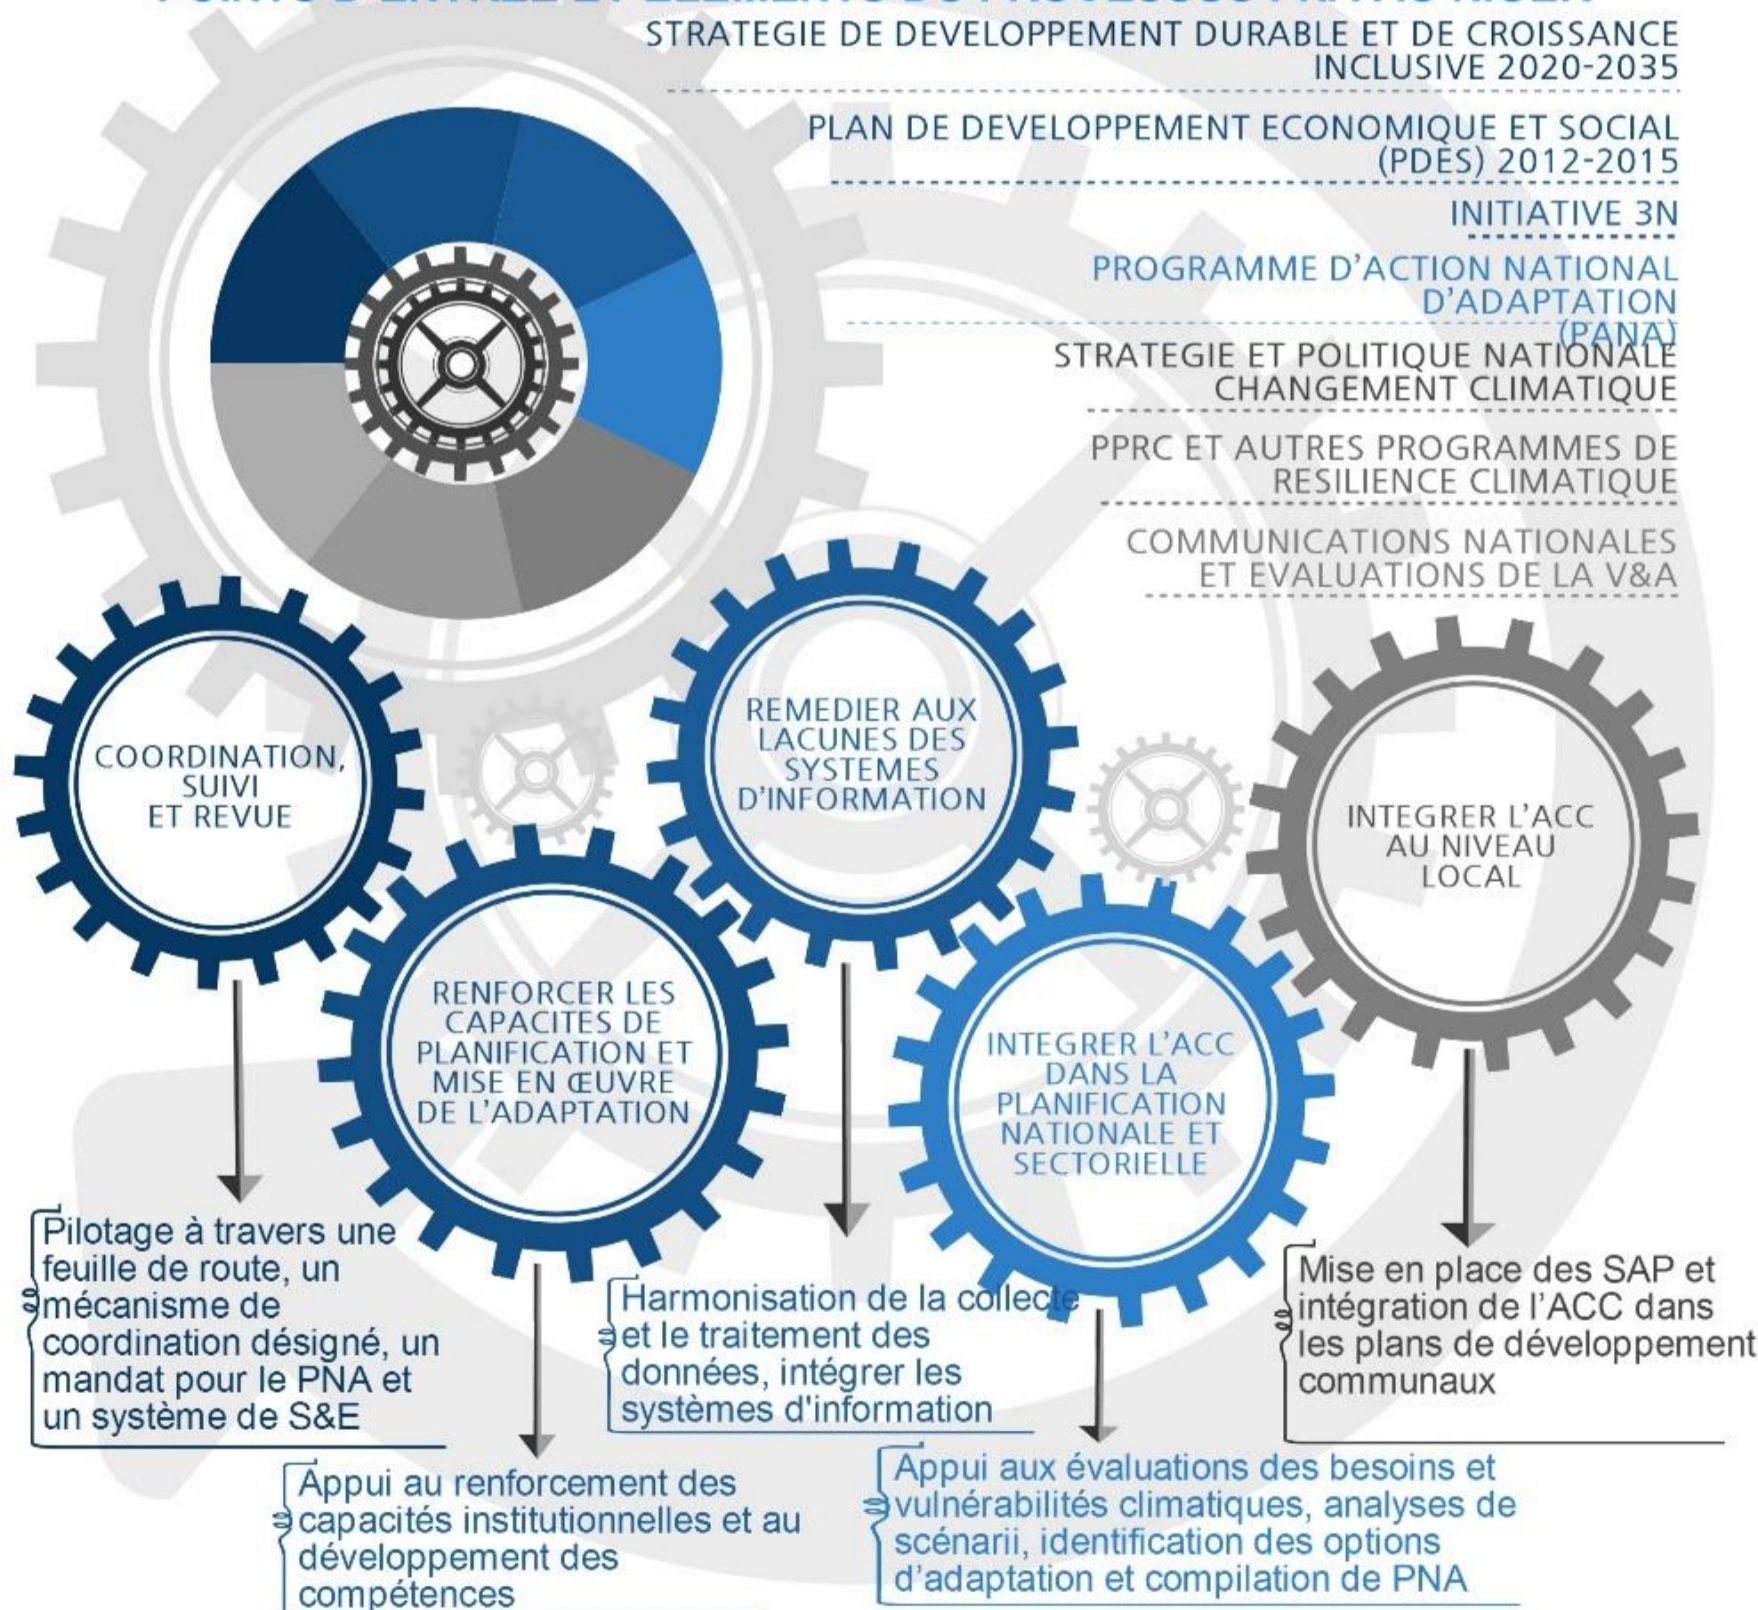 STRATEGIE DE DEVELOPPEMENT DURABLE ET DE CROISSANCE
INCLUSIVE 2020-2035
PLAN DE DEVELOPPEMENT ECONOMIQUE ET SOCIAL
(PDES) 2012-2015
INITIATIVE 3N
PROGRAMME D'ACTION NATIONAL
D'ADAPTATION
(PANA)
STRATEGIE ET POLITIQUE NATIONALE
CHANGEMENT CLIMATIQUE
PPRC ET AUTRES PROGRAMMES DE
RESILIENCE CLIMATIQUE
COMMUNICATIONS NATIONALES
ET EVALUATIONS DE LA V&A
COORDINATION,
SUIVI
ET REVUE
RENFORCER LES
CAPACITES DE
PLANIFICATION ET
MISE EN ŒUVRE
DE L'ADAPTATION
REMEDIER AUX
LACUNES DES
SYSTEMES
D'INFORMATION
INTEGRER L'ACC
DANS LA
PLANIFICATION
NATIONALE ET
SECTORIELLE
INTEGRER L'ACC
AU NIVEAU
LOCAL
Pilotage à travers une
feuille de route, un
mécanisme de
coordination désigné, un
mandat pour le PNA et
un système de S&E
Appui au renforcement des
capacités institutionnelles et au
développement des
compétences
Harmonisation de la collecte
et le traitement des
données, intégrer les
systèmes d'information
Appui aux évaluations des besoins et
vulnérabilités climatiques, analyses de
scénarii, identification des options
d'adaptation et compilation de PNA
Mise en place des SAP et
intégration de l'ACC dans
les plans de développement
communaux